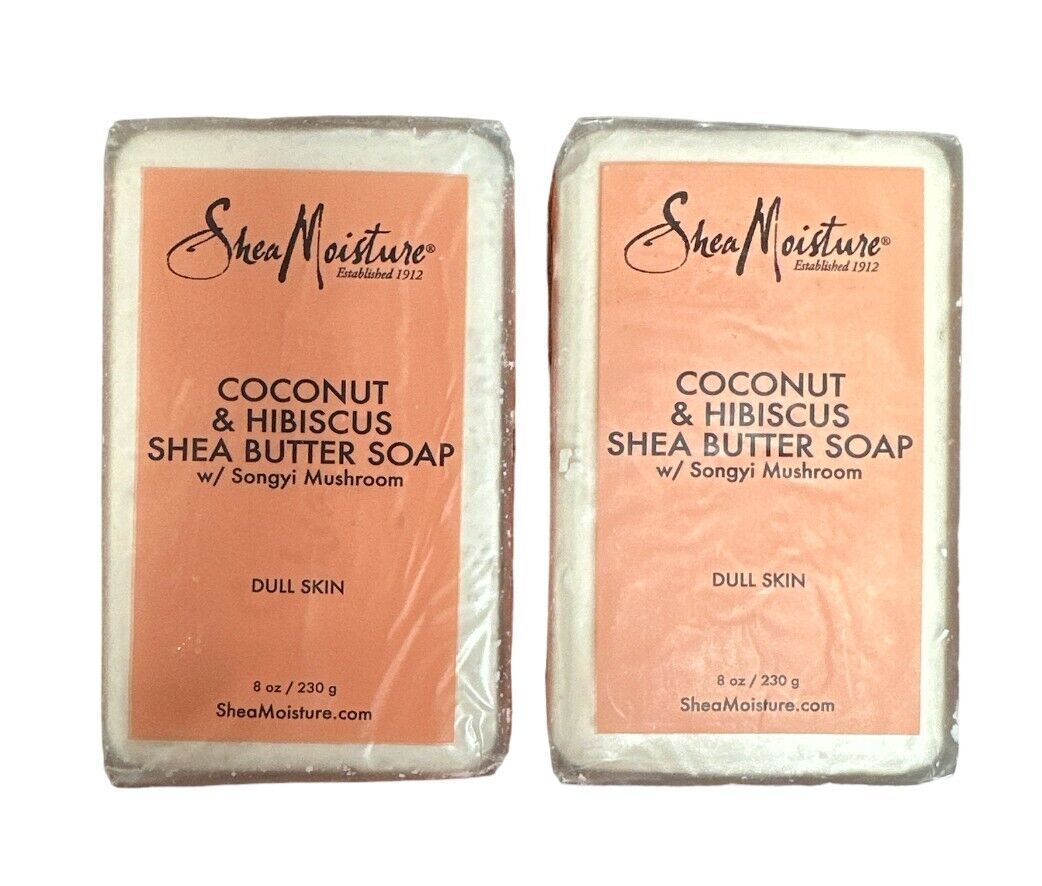 SheaMoisture®
Established 1912
COCONUT
& HIBISCUS
SHEA BUTTER SOAP
w/ Songyi Mushroom
DULL SKIN
8 oz / 230 g
SheaMoisture.com
SheaMoisture®
Established 1912
COCONUT
& HIBISCUS
SHEA BUTTER SOAP
w/ Songyi Mushroom
DULL SKIN
8 oz / 230 g
SheaMoisture.com